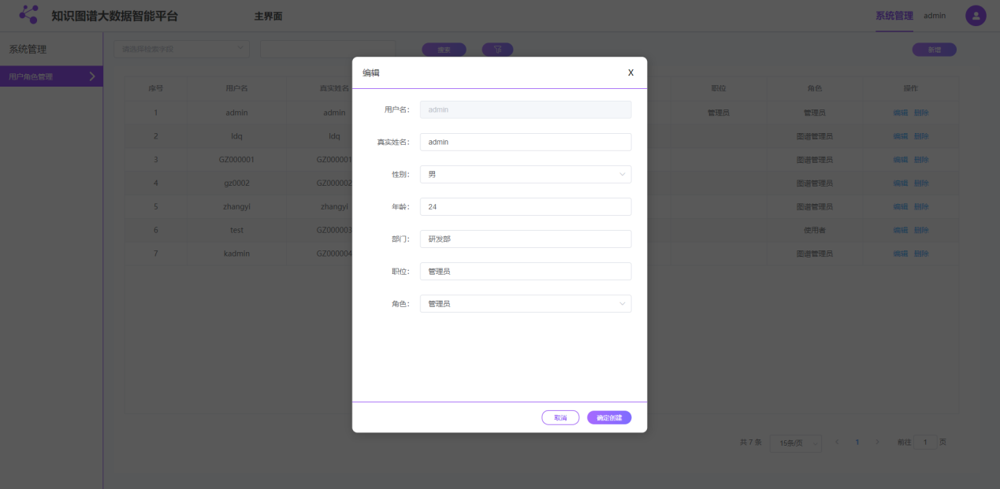 知识图谱大数据智能平台 主界面 系统管理 admin
系统管理
用户角色管理
请选择检索字段 搜索 新增
序号 用户名 真实姓名 职位 角色 操作
1 admin admin 管理员 管理员 编辑 删除
2 ldq ldq 图谱管理员 编辑 删除
3 GZ000001 GZ000001 图谱管理员 编辑 删除
4 gz0002 GZ000002 图谱管理员 编辑 删除
5 zhangyl zhangyl 图谱管理员 编辑 删除
6 test GZ000003 使用者 编辑 删除
7 kadmin GZ000004 图谱管理员 编辑 删除
共 7 条 15条/页 1 前往 1 页
编辑 X
用户名： admin
真实姓名： admin
性别： 男
年龄： 24
部门： 研发部
职位： 管理员
角色： 管理员
取消 确定创建